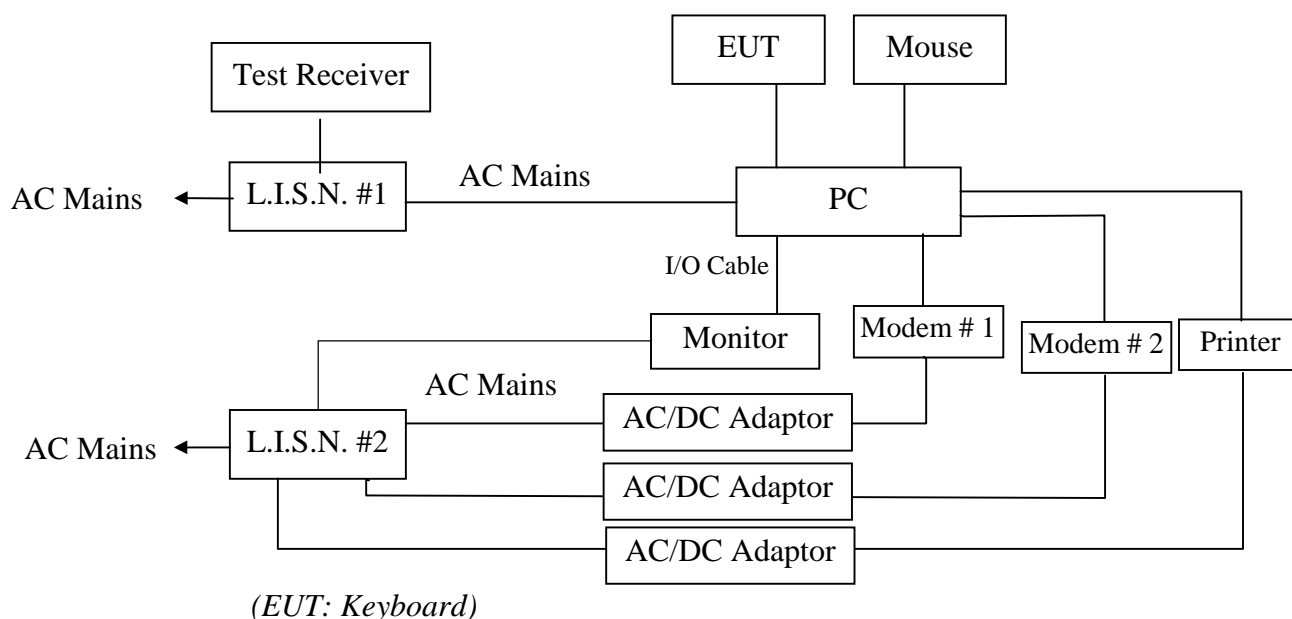 EUT
Mouse
Test Receiver
AC Mains
L.I.S.N. #1
AC Mains
PC
I/O Cable
Monitor
Modem # 1
Modem # 2
Printer
AC Mains
AC/DC Adaptor
AC Mains
L.I.S.N. #2
AC/DC Adaptor
AC/DC Adaptor
(EUT: Keyboard)